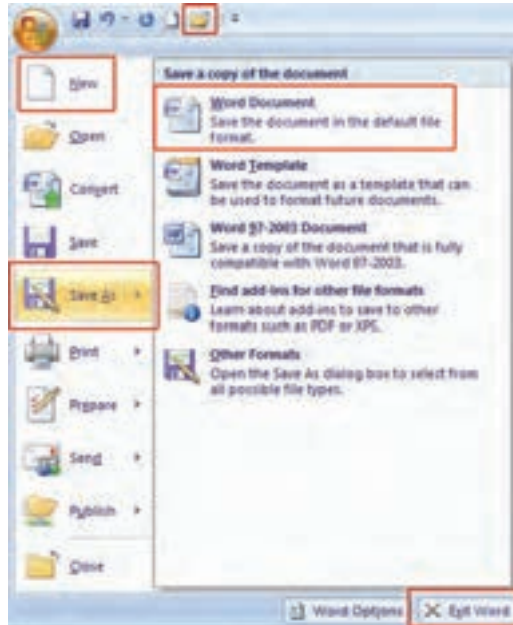 New
Open
Convert
Save
Save As
Print
Prepare
Send
Publish
Close
Save a copy of the document
Word Document
Save the document in the default file
format.
Word Template
Save the document as a template that can
be used to format future documents.
Word 97-2003 Document
Save a copy of the document that is fully
compatible with Word 97-2003.
Find add-ins for other file formats
Learn about add-ins to save to other
formats such as PDF or XPS.
Other Formats
Open the Save As dialog box to select from
all possible file types.
Word Options
Exit Word